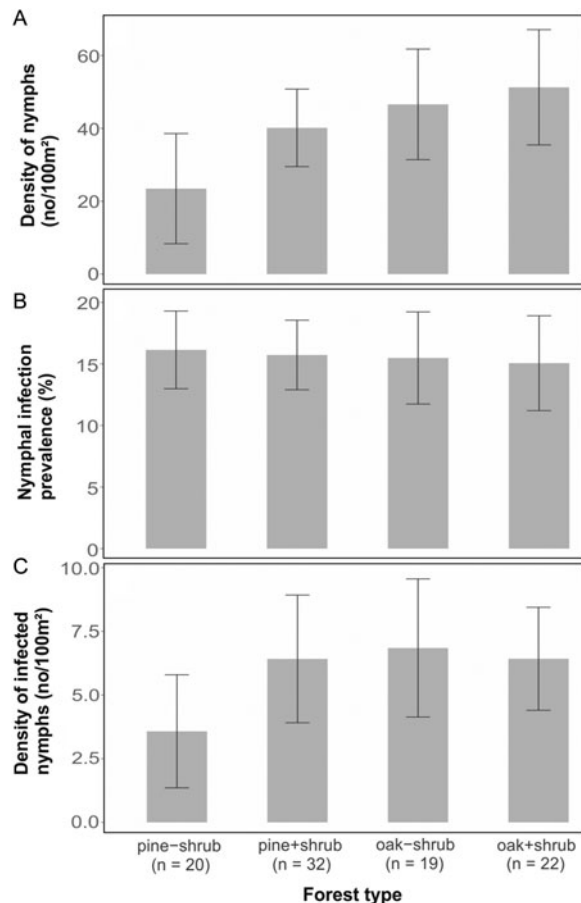 A
Density of nymphs
(no/100m²)
60
40
20
0
B
Nymphal infection
prevalence (%)
20
15
10
5
0
C
Density of infected
nymphs (no/100m²)
10.0
7.5
5.0
2.5
0.0
pine−shrub
(n = 20)
pine+shrub
(n = 32)
oak−shrub
(n = 19)
oak+shrub
(n = 22)
Forest type